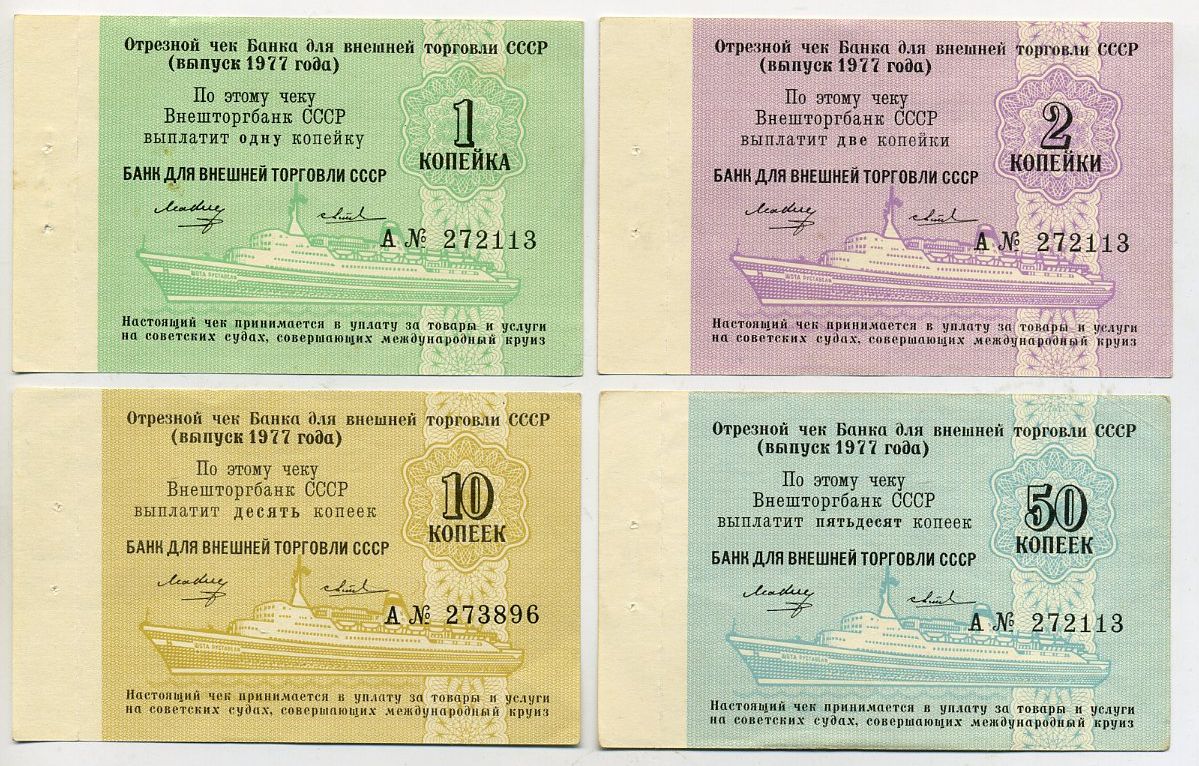 Отрезной чек Банка для внешней торговли СССР
(выпуск 1977 года)
По этому чеку
Внешторгбанк СССР
выплатит одну копейку
1
КОПЕЙКА
БАНК ДЛЯ ВНЕШНЕЙ ТОРГОВЛИ СССР
А № 272113
ШОТА РУСТАВЕЛИ
Настоящий чек принимается в уплату за товары и услуги
на советских судах, совершающих международный круиз
Отрезной чек Банка для внешней торговли СССР
(выпуск 1977 года)
По этому чеку
Внешторгбанк СССР
выплатит две копейки
2
КОПЕЙКИ
БАНК ДЛЯ ВНЕШНЕЙ ТОРГОВЛИ СССР
А № 272113
ШОТА РУСТАВЕЛИ
Настоящий чек принимается в уплату за товары и услуги
на советских судах, совершающих международный круиз
Отрезной чек Банка для внешней торговли СССР
(выпуск 1977 года)
По этому чеку
Внешторгбанк СССР
выплатит десять копеек
10
КОПЕЕК
БАНК ДЛЯ ВНЕШНЕЙ ТОРГОВЛИ СССР
А № 273896
ШОТА РУСТАВЕЛИ
Настоящий чек принимается в уплату за товары и услуги
на советских судах, совершающих международный круиз
Отрезной чек Банка для внешней торговли СССР
(выпуск 1977 года)
По этому чеку
Внешторгбанк СССР
выплатит пятьдесят копеек
50
КОПЕЕК
БАНК ДЛЯ ВНЕШНЕЙ ТОРГОВЛИ СССР
А № 272113
ШОТА РУСТАВЕЛИ
Настоящий чек принимается в уплату за товары и услуги
на советских судах, совершающих международный круиз